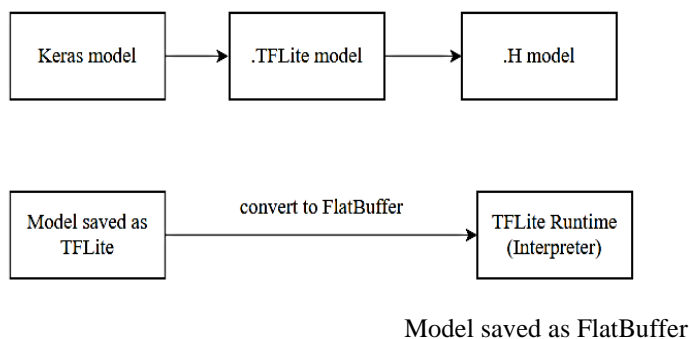 Keras model
.TFLite model
.H model
Model saved as
TFLite
convert to FlatBuffer
TFLite Runtime
(Interpreter)
Model saved as FlatBuffer